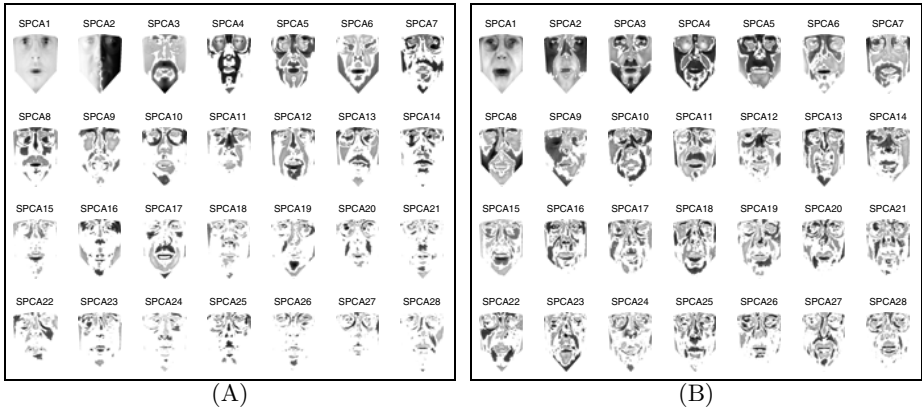 SPCA1 SPCA2 SPCA3 SPCA4 SPCA5 SPCA6 SPCA7
SPCA8 SPCA9 SPCA10 SPCA11 SPCA12 SPCA13 SPCA14
SPCA15 SPCA16 SPCA17 SPCA18 SPCA19 SPCA20 SPCA21
SPCA22 SPCA23 SPCA24 SPCA25 SPCA26 SPCA27 SPCA28
(A)
SPCA1 SPCA2 SPCA3 SPCA4 SPCA5 SPCA6 SPCA7
SPCA8 SPCA9 SPCA10 SPCA11 SPCA12 SPCA13 SPCA14
SPCA15 SPCA16 SPCA17 SPCA18 SPCA19 SPCA20 SPCA21
SPCA22 SPCA23 SPCA24 SPCA25 SPCA26 SPCA27 SPCA28
(B)